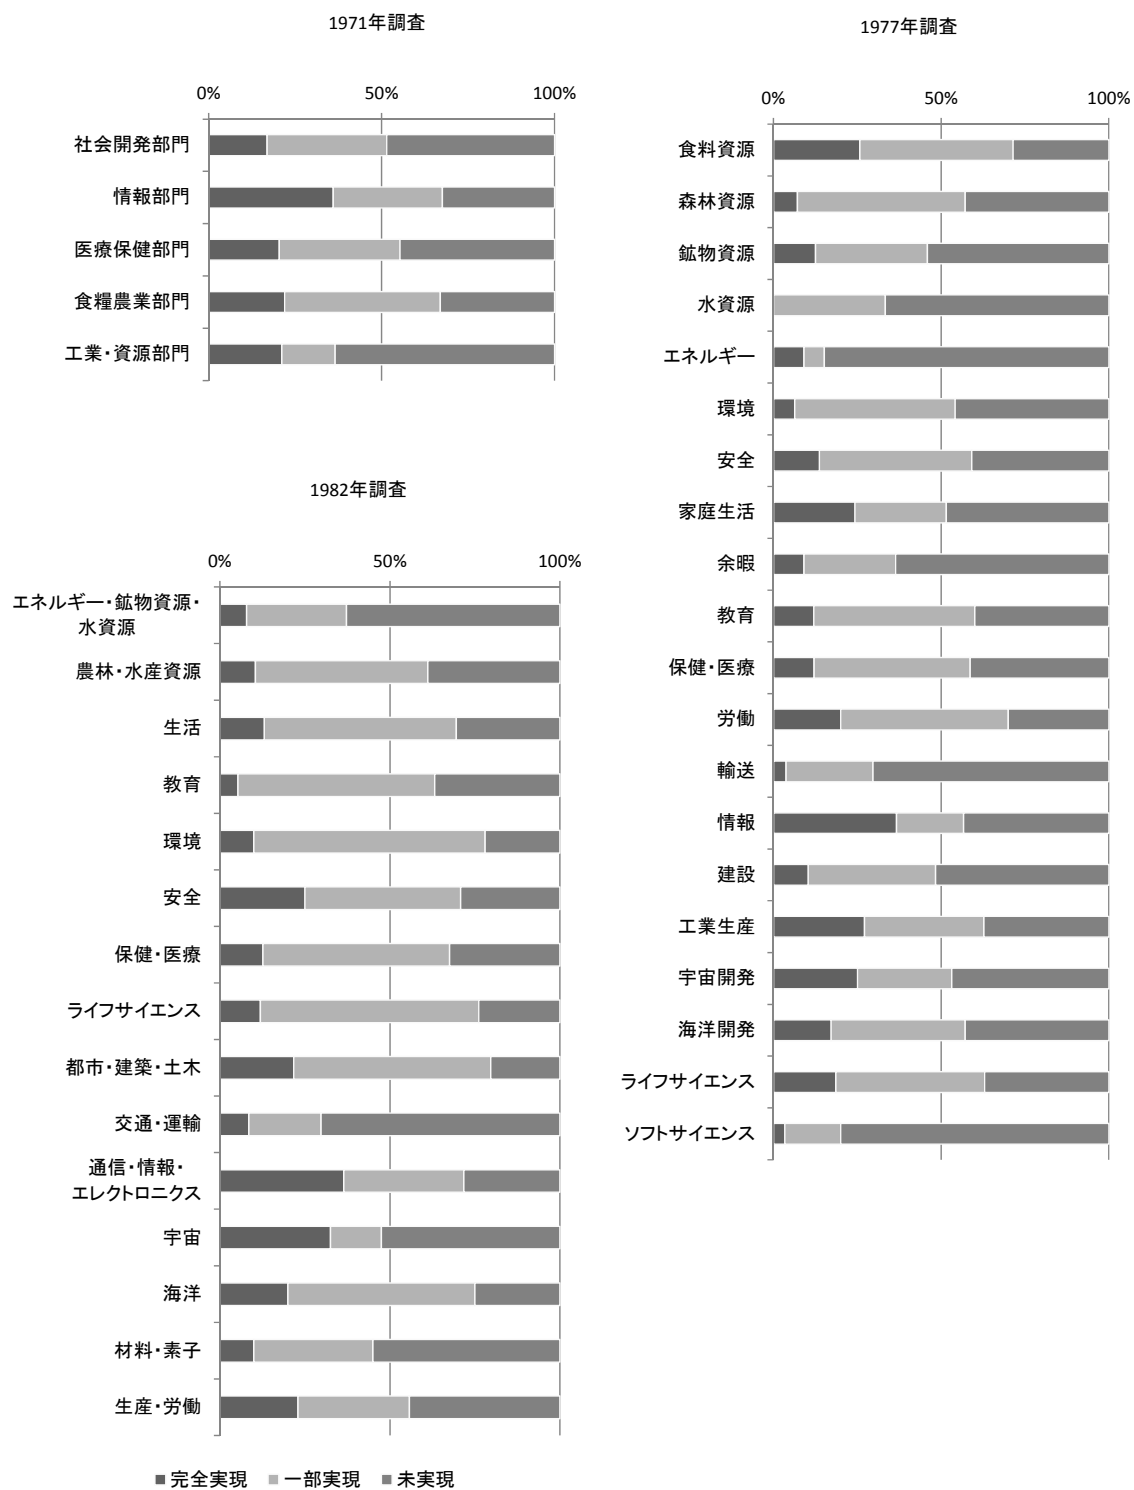 1971年調査
0% 50% 100%
社会開発部門
情報部門
医療保健部門
食糧農業部門
工業・資源部門
1982年調査
0% 50% 100%
エネルギー・鉱物資源・
水資源
農林・水産資源
生活
教育
環境
安全
保健・医療
ライフサイエンス
都市・建築・土木
交通・運輸
通信・情報・
エレクトロニクス
宇宙
海洋
材料・素子
生産・労働
■完全実現 ■一部実現 ■未実現
1977年調査
0% 50% 100%
食料資源
森林資源
鉱物資源
水資源
エネルギー
環境
安全
家庭生活
余暇
教育
保健・医療
労働
輸送
情報
建設
工業生産
宇宙開発
海洋開発
ライフサイエンス
ソフトサイエンス